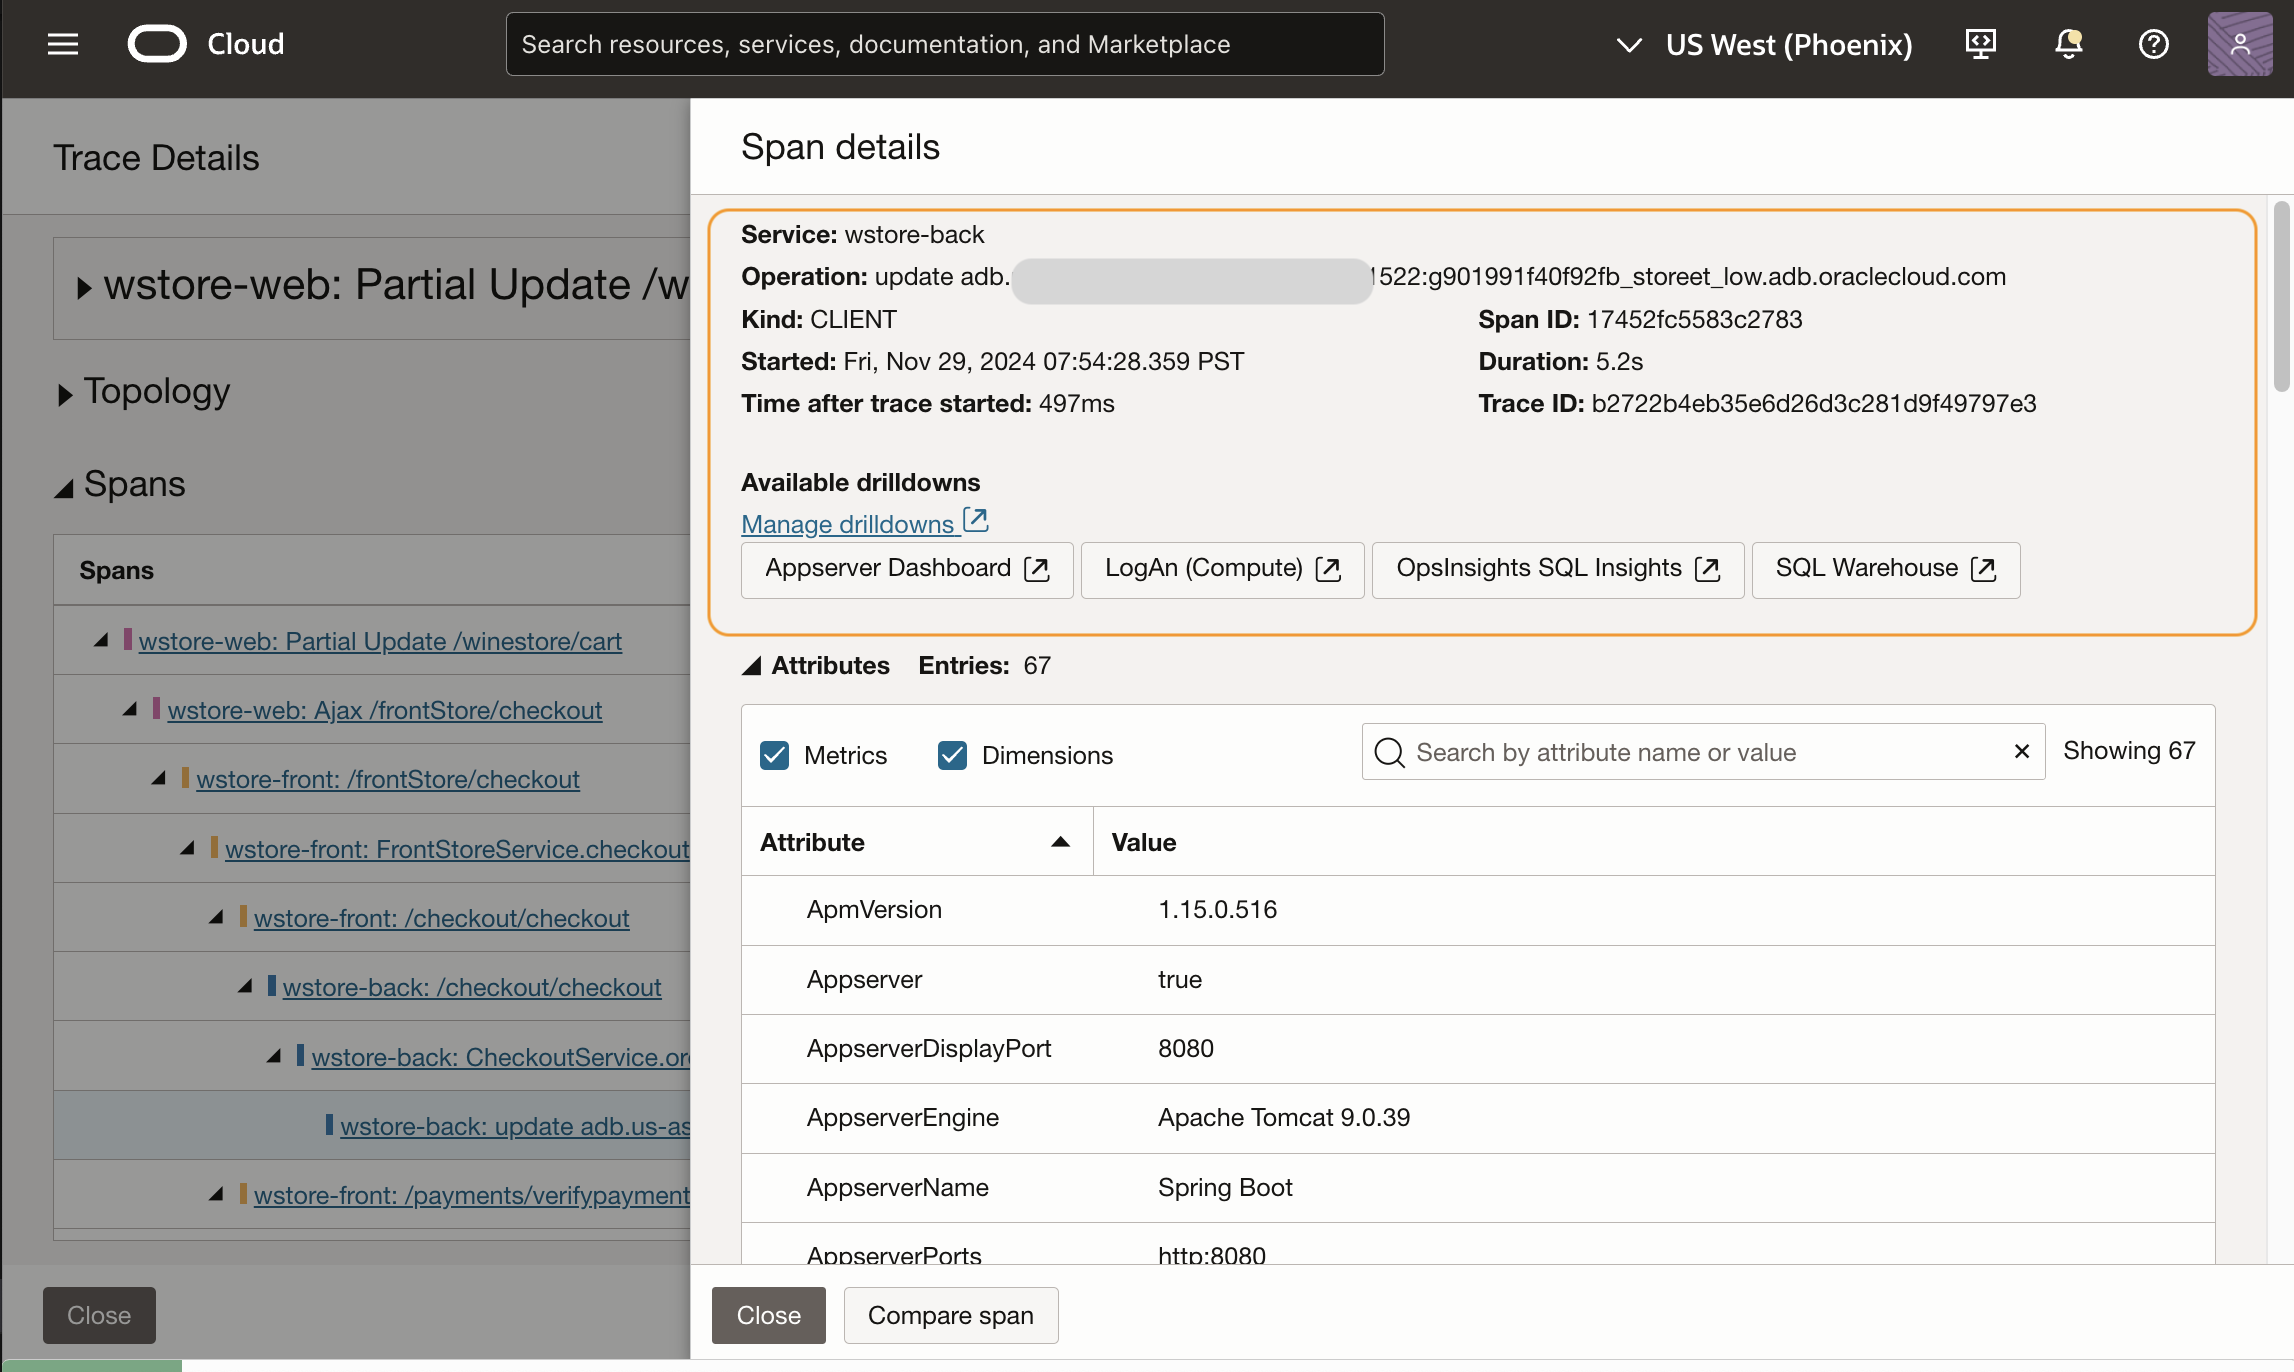 Cloud
Search resources, services, documentation, and Marketplace
US West (Phoenix)
Trace Details
wstore-web: Partial Update /w
Topology
Spans
Spans
wstore-web: Partial Update /winestore/cart
wstore-web: Ajax /frontStore/checkout
wstore-front: /frontStore/checkout
wstore-front: FrontStoreService.checkout
wstore-front: /checkout/checkout
wstore-back: /checkout/checkout
wstore-back: CheckoutService.or
wstore-back: update adb.us-as
wstore-front: /payments/verifypayment
Close
Span details
Service: wstore-back
Operation: update adb. 1522:g901991f40f92fb_storeet_low.adb.oraclecloud.com
Kind: CLIENT
Span ID: 17452fc5583c2783
Started: Fri, Nov 29, 2024 07:54:28.359 PST
Duration: 5.2s
Time after trace started: 497ms
Trace ID: b2722b4eb35e6d26d3c281d9f49797e3
Available drilldowns
Manage drilldowns
Appserver Dashboard
LogAn (Compute)
OpsInsights SQL Insights
SQL Warehouse
Attributes Entries: 67
Metrics
Dimensions
Search by attribute name or value
Showing 67
Attribute Value
ApmVersion 1.15.0.516
Appserver true
AppserverDisplayPort 8080
AppserverEngine Apache Tomcat 9.0.39
AppserverName Spring Boot
AppserverPorts http:8080
Close
Compare span